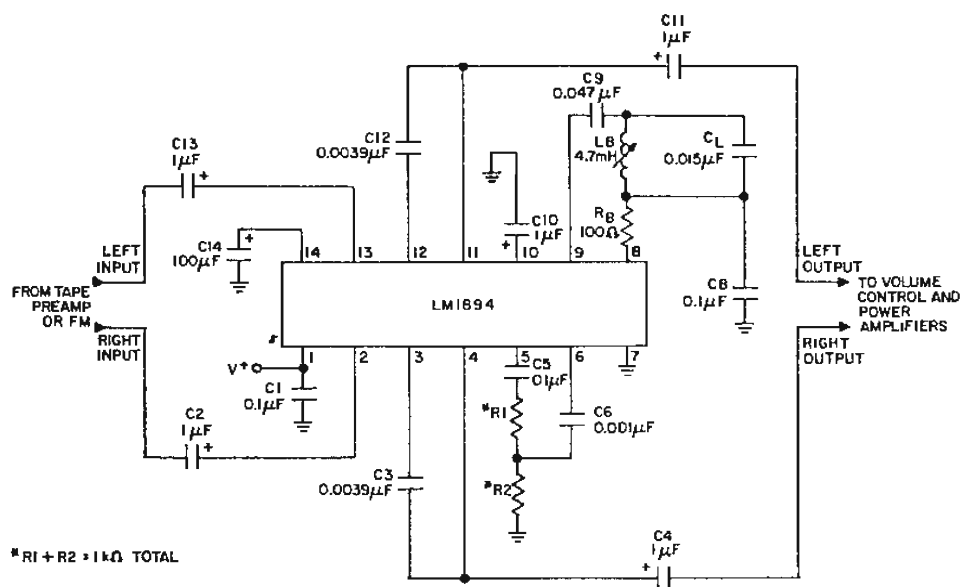 C11
1µF
+
C9
0.047µF
C12
0.0039µF
LB
4.7mH
CL
0.015µF
C13
1µF
+
C10
1µF
+
RB
100Ω
C14
100µF
+
LEFT
INPUT
14 13 12 11 10 9 8
C8
0.1µF
LEFT
OUTPUT
FROM TAPE
PREAMP
OR FM
LM1894
TO VOLUME
CONTROL AND
POWER
AMPLIFIERS
RIGHT
INPUT
RIGHT
OUTPUT
1 2 3 4 5 6 7
V+
C1
0.1µF
C5
0.1µF
*R1
C6
0.001µF
C2
1µF
+
C3
0.0039µF
*R2
C4
1µF
+
*R1 + R2 = 1kΩ TOTAL